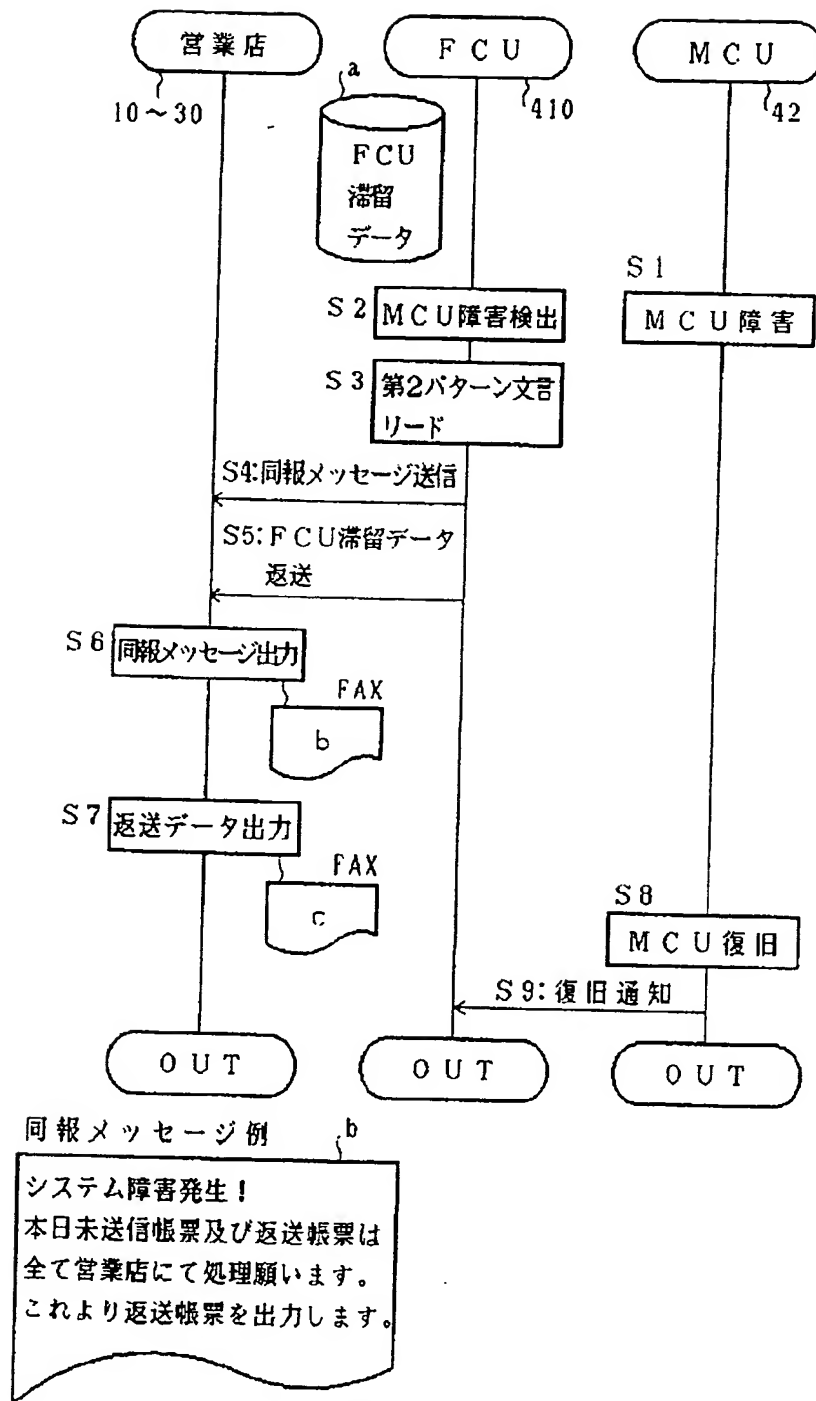 営業店
FCU
MCU
10～30
a
410
42
FCU
滞留
データ
S1
S2
MCU障害検出
MCU障害
S3
第2パターン文言
リード
S4:同報メッセージ送信
S5:FCU滞留データ
返送
S6
同報メッセージ出力
FAX
b
S7
返送データ出力
FAX
c
S8
MCU復旧
S9:復旧通知
OUT
OUT
OUT
同報メッセージ例
b
システム障害発生！
本日未送信帳票及び返送帳票は
全て営業店にて処理願います。
これより返送帳票を出力します。